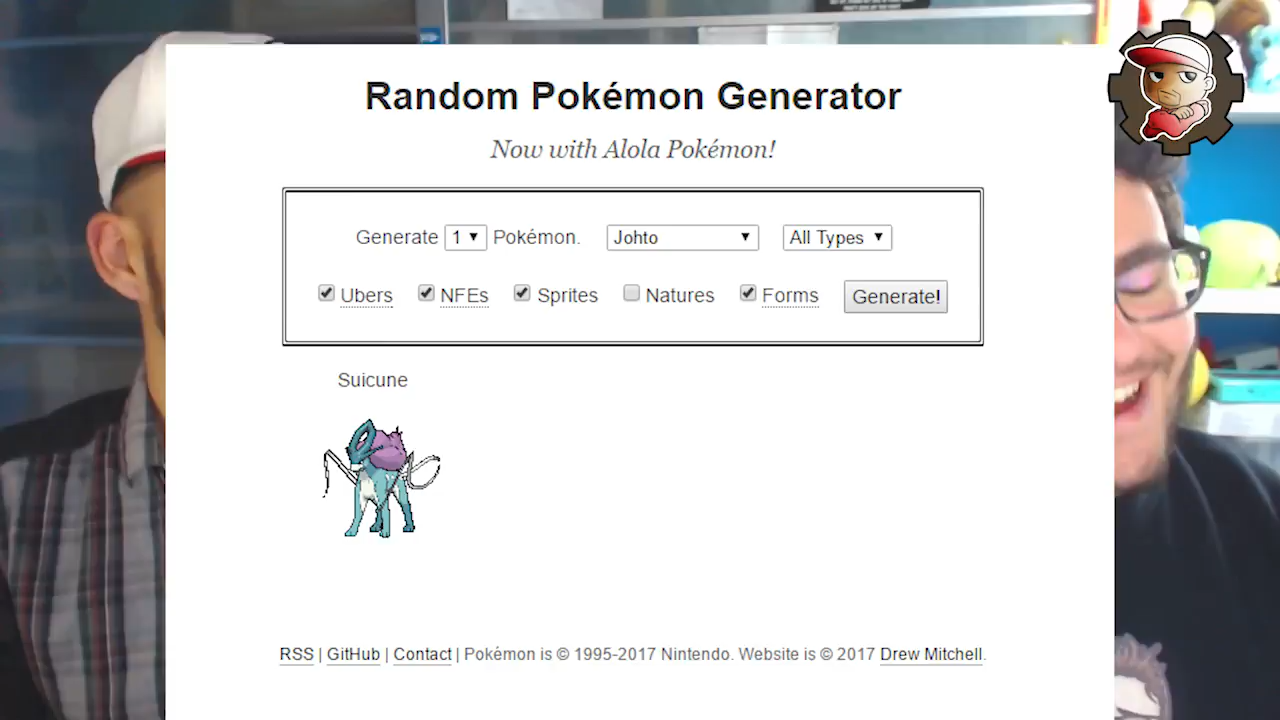 Random Pokémon Generator
Now with Alola Pokémon!
Generate 1 Pokémon. Johto All Types
Ubers NFEs Sprites Natures Forms Generate!
Suicune
RSS | GitHub | Contact | Pokémon is © 1995-2017 Nintendo. Website is © 2017 Drew Mitchell.